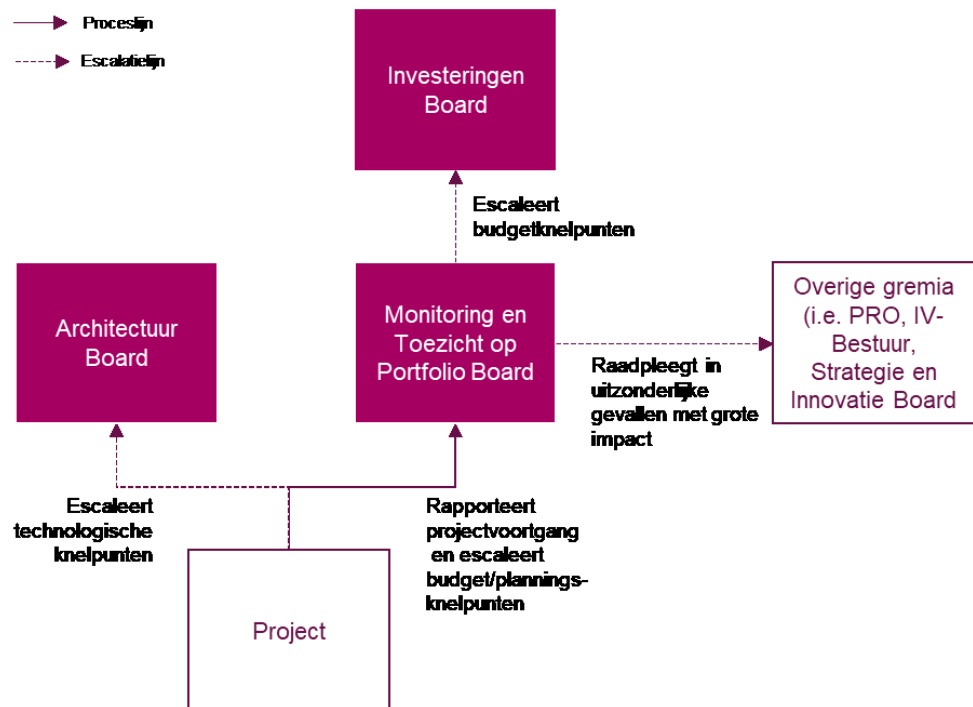 Proceslijn
Escalatielijn
Investeringen
Board
Escaleert
budgetknelpunten
Architectuur
Board
Monitoring en
Toezicht op
Portfolio Board
Overige gremia
(i.e. PRO, IV-
Bestuur,
Strategie en
Innovatie Board
Raadpleegt in
uitzonderlijke
gevallen met grote
impact
Escaleert
technologische
knelpunten
Rapporteert
projectvoortgang
en escaleert
budget/plannings-
knelpunten
Project